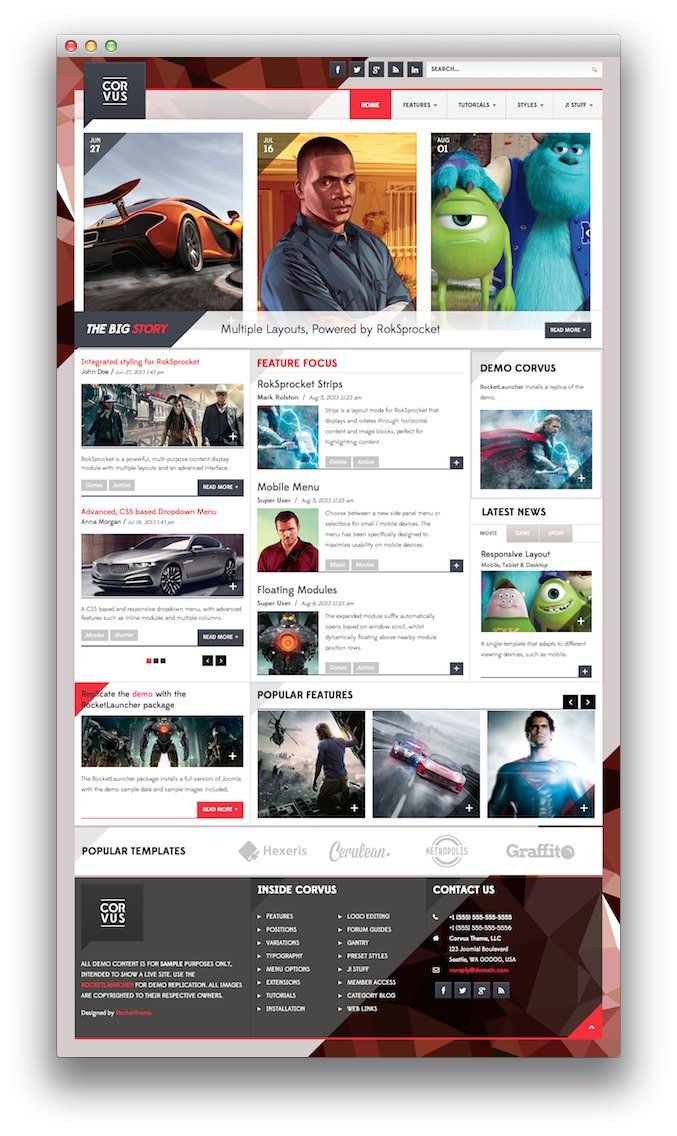 COR
VUS
SEARCH...
HOME
FEATURES
TUTORIALS
STYLES
J! STUFF
JUN
27
JUL
16
AUG
01
THE BIG STORY
Multiple Layouts, Powered by RokSprocket
READ MORE +
Integrated styling for RokSprocket
John Doe / Jun 27, 2013 1:43 pm
RokSprocket is a powerful, multi-purpose content display
module with multiple layouts and an advanced interface.
Games Action
READ MORE +
Advanced, CSS based Dropdown Menu
Anna Morgan / Jul 16, 2013 1:43 pm
A CSS based and responsive dropdown menu, with advanced
features such as inline modules and multiple columns.
Movies Horror
READ MORE +
FEATURE FOCUS
RokSprocket Strips
Mark Rolston / Aug 5, 2013 11:23 am
Strips is a layout mode for RokSprocket that
displays and rotates through horizontal
content and image blocks, perfect for
highlighting content.
Games Action
Mobile Menu
Super User / Aug 5, 2013 11:23 am
Choose between a new side panel menu or
selectbox for small / mobile devices. The
menu has been specifically designed to
maximize usability on mobile devices.
Music Movies
Floating Modules
Super User / Aug 6, 2013 11:23 am
The expanded module suffix automatically
opens based on window scroll, whilst
dynamically floating above nearby module
position rows.
Games Action
DEMO CORVUS
RocketLauncher installs a replica of the
demo.
LATEST NEWS
MOVIE GAME SPORT
Responsive Layout
Mobile, Tablet & Desktop
A single template that adapts to different
viewing devices, such as mobile.
Replicate the demo with the
RocketLauncher package
The RocketLauncher package installs a full version of Joomla
with the demo sample data and sample images included.
READ MORE +
POPULAR FEATURES
POPULAR TEMPLATES
Hexeris
Cerulean.
METROPOLIS
Graffito
COR
VUS
ALL DEMO CONTENT IS FOR SAMPLE PURPOSES ONLY,
INTENDED TO SHOW A LIVE SITE. USE THE
ROCKETLAUNCHER FOR DEMO REPLICATION. ALL IMAGES
ARE COPYRIGHTED TO THEIR RESPECTIVE OWNERS.
Designed by RocketTheme
INSIDE CORVUS
FEATURES
POSITIONS
VARIATIONS
TYPOGRAPHY
MENU OPTIONS
EXTENSIONS
TUTORIALS
INSTALLATION
LOGO EDITING
FORUM GUIDES
GANTRY
PRESET STYLES
J! STUFF
MEMBER ACCESS
CATEGORY BLOG
WEB LINKS
CONTACT US
+1 (555) 555-555-5555
+1 (555) 555-555-5556
Corvus Theme, LLC
123 Joomla! Boulevard
Seattle, WA 00000, USA
noreply@domain.com